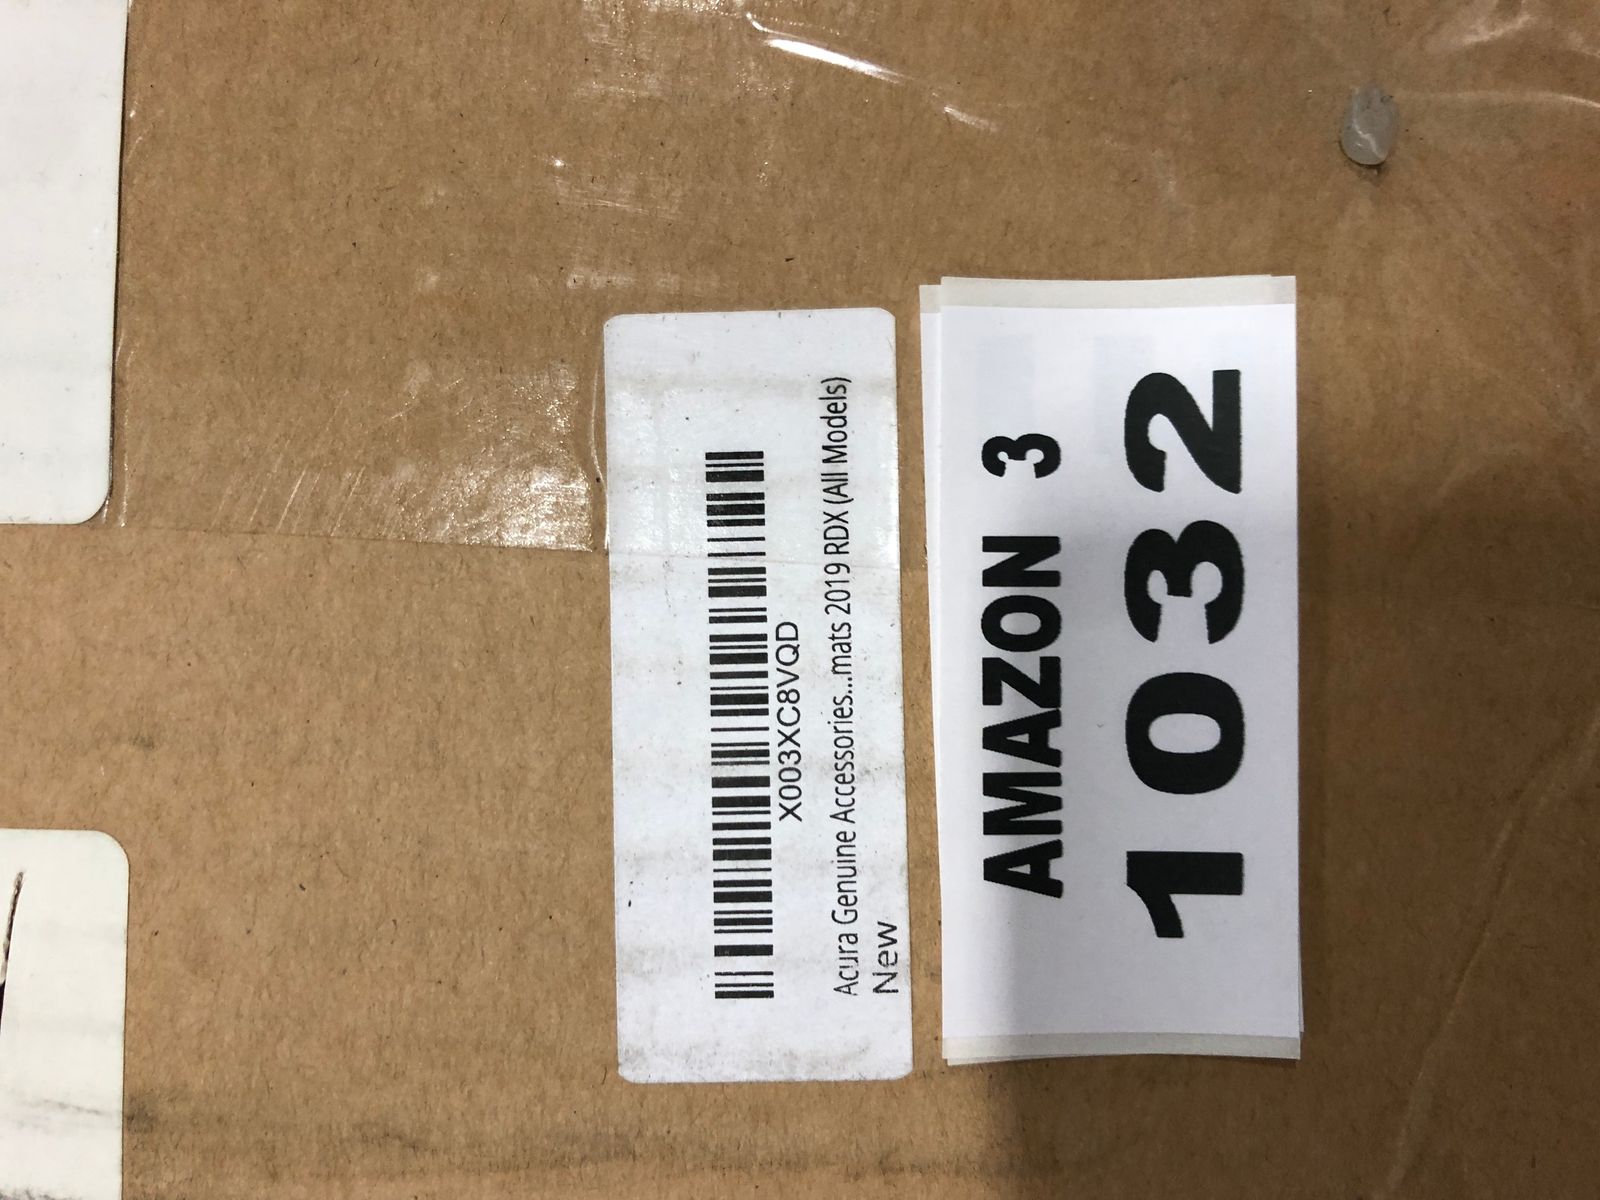 X003XC8VQD
Acura Genuine Accessories...mats 2019 RDX (All Models)
New
AMAZON 3
1032